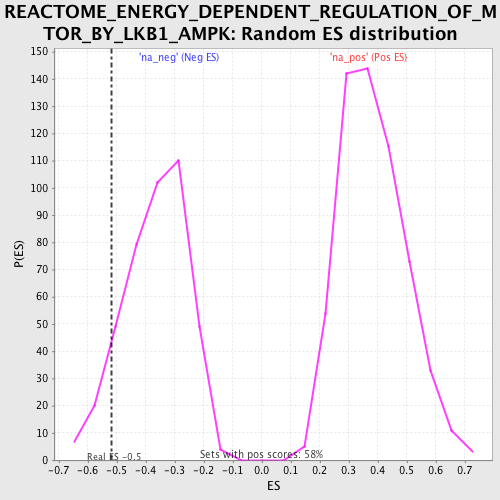 REACTOME_ENERGY_DEPENDENT_REGULATION_OF_M
TOR_BY_LKB1_AMPK: Random ES distribution
'na_neg' (Neg ES)
'na_pos' (Pos ES)
150
140
130
120
110
100
90
80
70
60
50
40
30
20
10
0
P(ES)
Real ES -0.5
Sets with pos scores: 58%
-0.7 -0.6 -0.5 -0.4 -0.3 -0.2 -0.1 0.0 0.1 0.2 0.3 0.4 0.5 0.6 0.7
ES